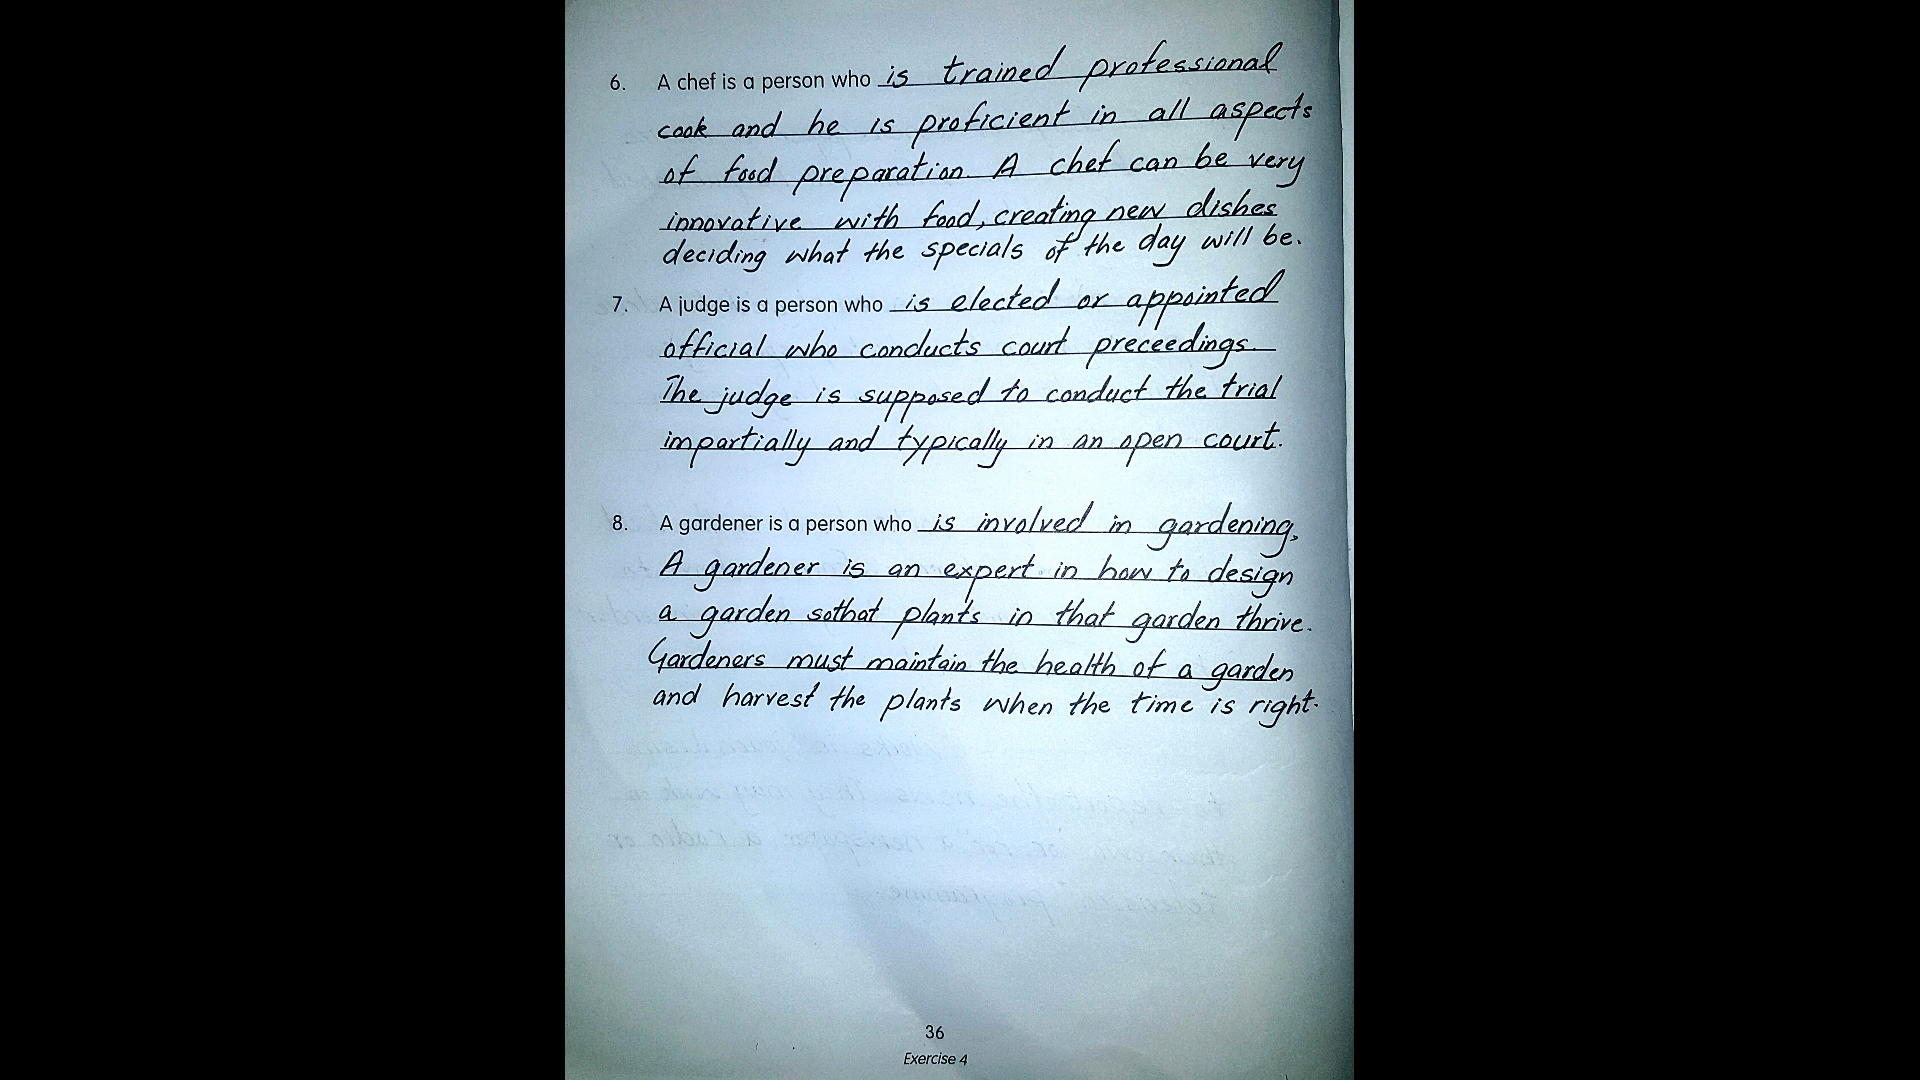 6. A chef is a person who is trained professional
cook and he is proficient in all aspects
of food preparation. A chef can be very
innovative with food, creating new dishes
deciding what the specials of the day will be.
7. A judge is a person who is elected or appointed
official who conducts court preceedings.
The judge is supposed to conduct the trial
impartially and typically in an open court.
8. A gardener is a person who is involved in gardening,
A gardener is an expert in how to design
a garden sothat plants in that garden thrive.
Gardeners must maintain the health of a garden
and harvest the plants when the time is right.
36
Exercise 4